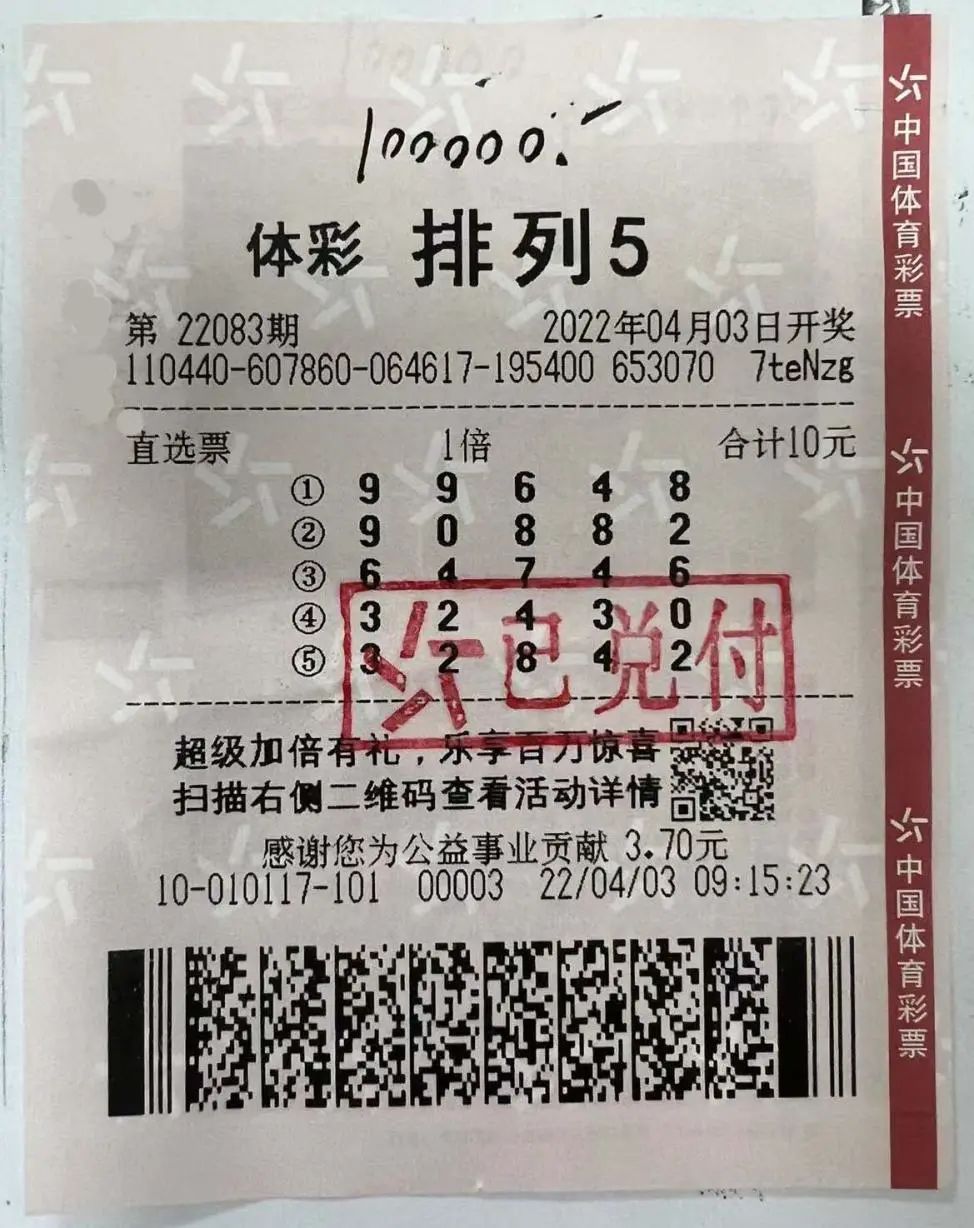 100000.
体彩 排列5
第 22083期 2022年04月03日开奖
110440-607860-064617-195400 653070 7teNzg
直选票 1倍 合计10元
① 9 9 6 4 8
② 9 0 8 8 2
③ 6 4 7 4 6
④ 3 2 4 3 0
⑤ 3 2 8 4 2
已兑付
超级加倍有礼，乐享百万惊喜
扫描右侧二维码查看活动详情
感谢您为公益事业贡献 3.70元
10-010117-101 00003 22/04/03 09:15:23
中国体育彩票
中国体育彩票
中国体育彩票